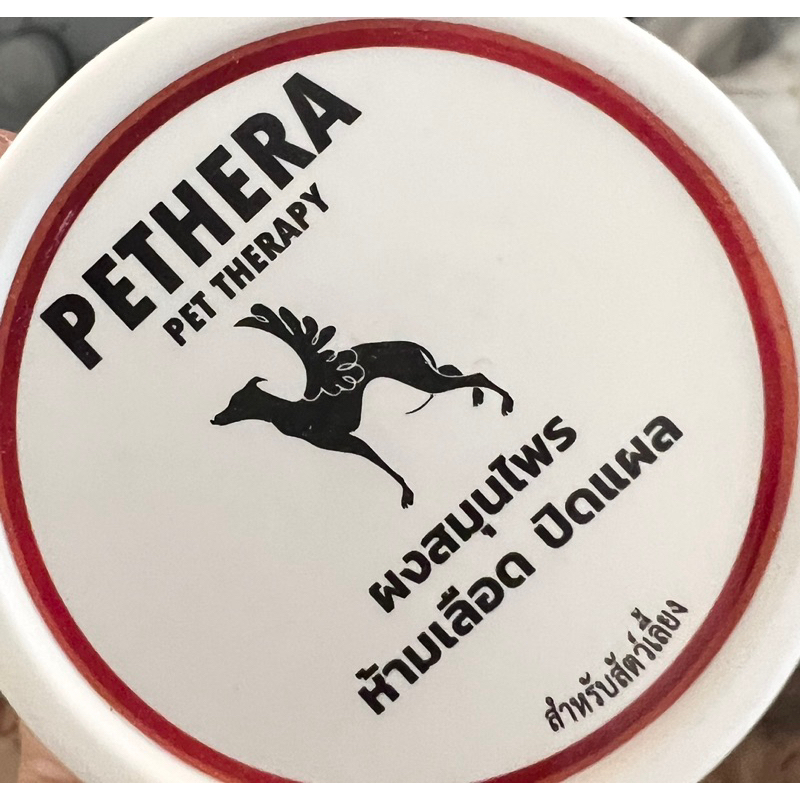 PETHERA
PET THERAPY
ผงสมุนไพร
ห้ามเลือด ปิดแผล
สำหรับสัตว์เลี้ยง